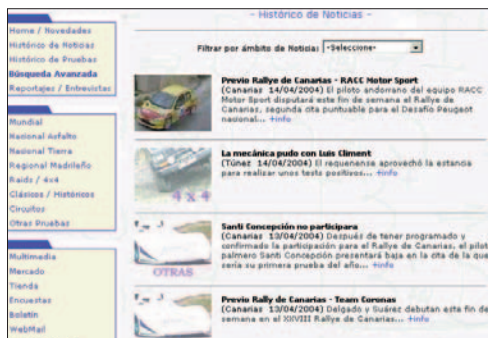 - Histórico de Noticias -
Home / Novedades
Histórico de Noticias
Histórico de Pruebas
Búsqueda Avanzada
Reportajes / Entrevistas
Mundial
Nacional Asfalto
Nacional Tierra
Regional Madrileño
Raids / 4x4
Clásicos / Históricos
Circuitos
Otras Pruebas
Multimedia
Mercado
Tienda
Encuestas
Boletín
WebMail
Filtrar por ámbito de Noticia: -Seleccione-
Previo Rallye de Canarias - RACC Motor Sport
(Canarias 14/04/2004) El piloto andorrano del equipo RACC
Motor Sport disputará este fin de semana el Rallye de
Canarias, segunda cita puntuable para el Desafío Peugeot
nacional... +info
La mecánica pudo con Luis Climent
(Túnez 14/04/2004) El requenense aprovechó la estancia
para realizar unos tests positivos... +info
4 x 4
Santi Concepción no participara
(Canarias 13/04/2004) Después de tener programado y
confirmado la participación para el Rallye de Canarias, el pilot
palmero Santi Concepción presentará baja en la cita de la que
sería su primera prueba del año... +info
OTRAS
Previo Rally de Canarias - Team Coronas
(Canarias 13/04/2004) Delgado y Suárez debutan este fin de
semana en el XXVIII Rallye de Canarias... +info